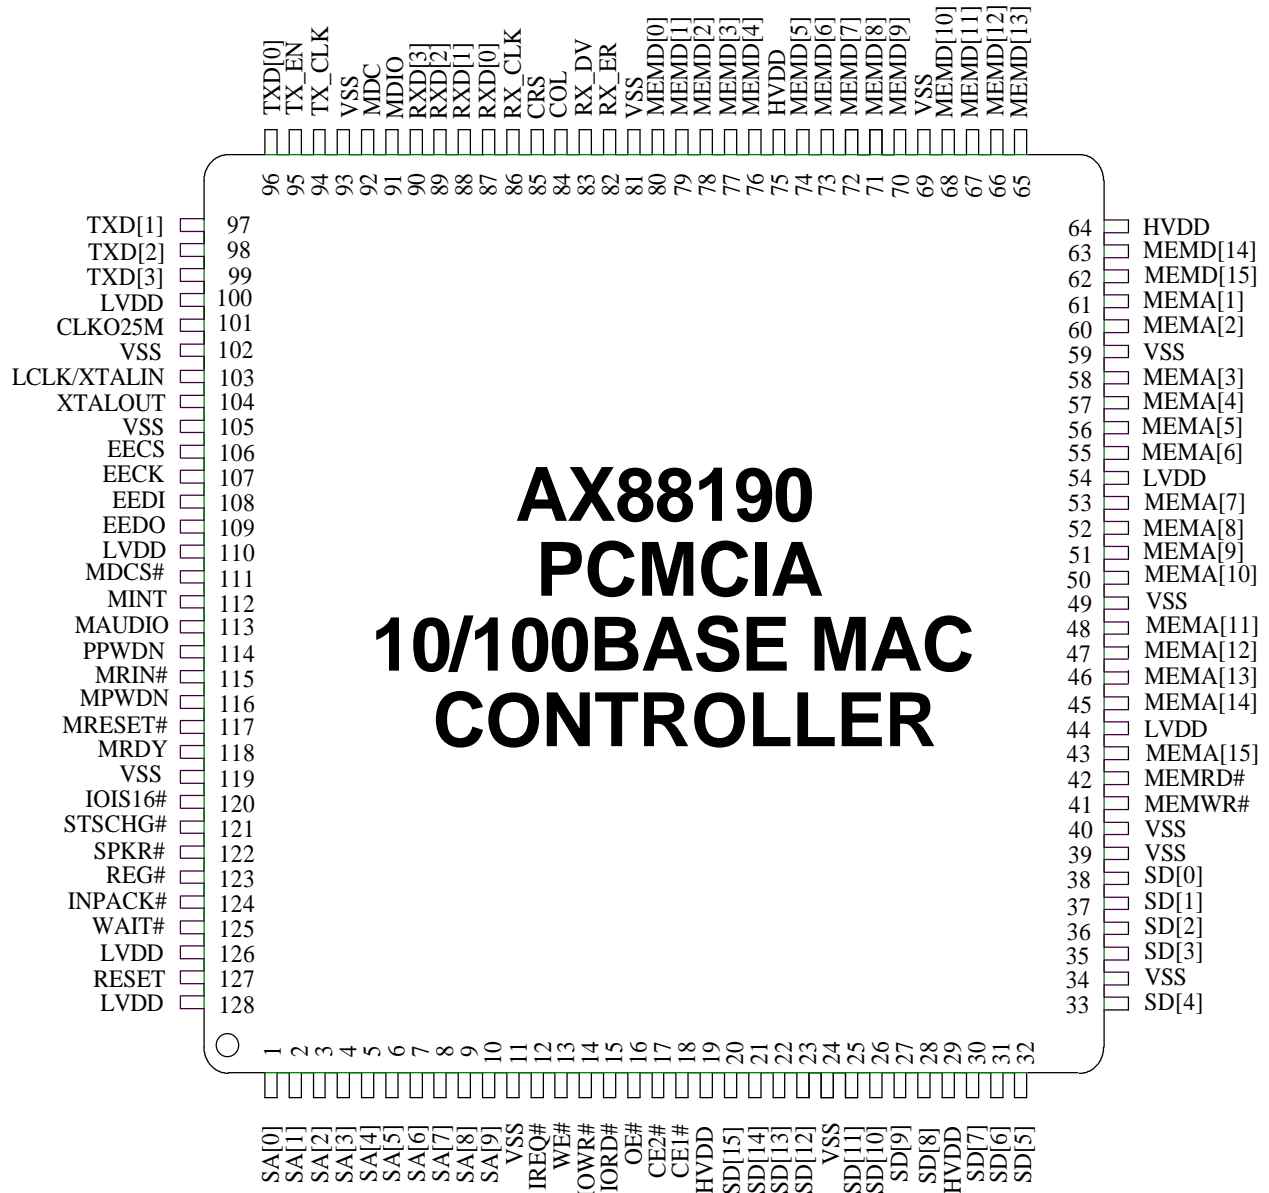 TXD[0] TX_EN TX_CLK VSS MDC MDIO RXD[3] RXD[2] RXD[1] RXD[0] RX_CLK CRS COL RX_DV RX_ER VSS MEMD[0] MEMD[1] MEMD[2] MEMD[3] MEMD[4] HVDD MEMD[5] MEMD[6] MEMD[7] MEMD[8] MEMD[9] VSS MEMD[10] MEMD[11] MEMD[12] MEMD[13]
96 95 94 93 92 91 90 89 88 87 86 85 84 83 82 81 80 79 78 77 76 75 74 73 72 71 70 69 68 67 66 65
TXD[1] 97 64 HVDD
TXD[2] 98 63 MEMD[14]
TXD[3] 99 62 MEMD[15]
LVDD 100 61 MEMA[1]
CLKO25M 101 60 MEMA[2]
VSS 102 59 VSS
LCLK/XTALIN 103 58 MEMA[3]
XTALOUT 104 57 MEMA[4]
VSS 105 56 MEMA[5]
EECS 106 55 MEMA[6]
EECK 107 54 LVDD
EEDI 108 53 MEMA[7]
EEDO 109 52 MEMA[8]
LVDD 110 51 MEMA[9]
MDCS# 111 50 MEMA[10]
MINT 112 49 VSS
MAUDIO 113 48 MEMA[11]
PPWDN 114 47 MEMA[12]
MRIN# 115 46 MEMA[13]
MPWDN 116 45 MEMA[14]
MRESET# 117 44 LVDD
MRDY 118 43 MEMA[15]
VSS 119 42 MEMRD#
IOIS16# 120 41 MEMWR#
STSCHG# 121 40 VSS
SPKR# 122 39 VSS
REG# 123 38 SD[0]
INPACK# 124 37 SD[1]
WAIT# 125 36 SD[2]
LVDD 126 35 SD[3]
RESET 127 34 VSS
LVDD 128 33 SD[4]
AX88190
PCMCIA
10/100BASE MAC
CONTROLLER
1 2 3 4 5 6 7 8 9 10 11 12 13 14 15 16 17 18 19 20 21 22 23 24 25 26 27 28 29 30 31 32
SA[0] SA[1] SA[2] SA[3] SA[4] SA[5] SA[6] SA[7] SA[8] SA[9] VSS IREQ# WE# IOWR# IORD# OE# CE2# CE1# HVDD SD[15] SD[14] SD[13] SD[12] VSS SD[11] SD[10] SD[9] SD[8] HVDD SD[7] SD[6] SD[5]